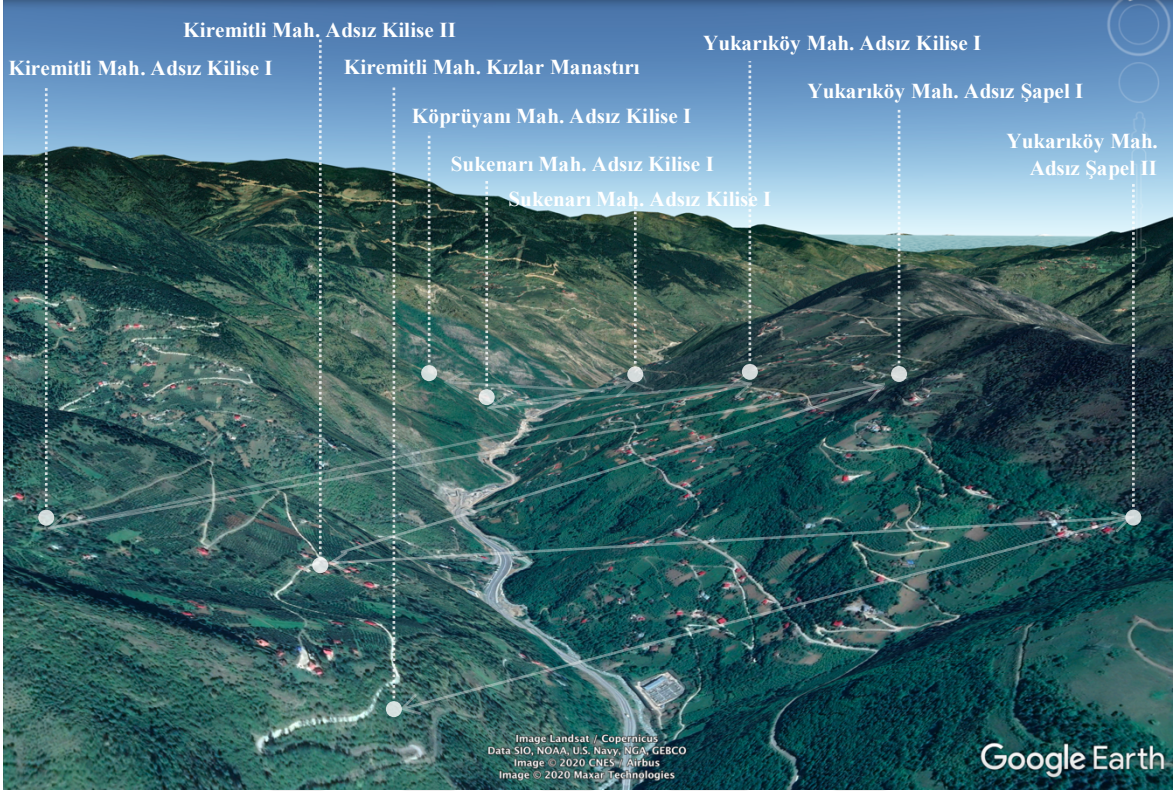 Kiremitli Mah. Adsız Kilise II
Yukarıköy Mah. Adsız Kilise I
Kiremitli Mah. Adsız Kilise I
Kiremitli Mah. Kızlar Manastırı
Yukarıköy Mah. Adsız Şapel I
Köprüyanı Mah. Adsız Kilise I
Yukarıköy Mah.
Adsız Şapel II
Sukenarı Mah. Adsız Kilise I
Sukenarı Mah. Adsız Kilise I
Image Landsat / Copernicus
Data SIO, NOAA, U.S. Navy, NGA, GEBCO
Image © 2020 CNES / Airbus
Image © 2020 Maxar Technologies
Google Earth